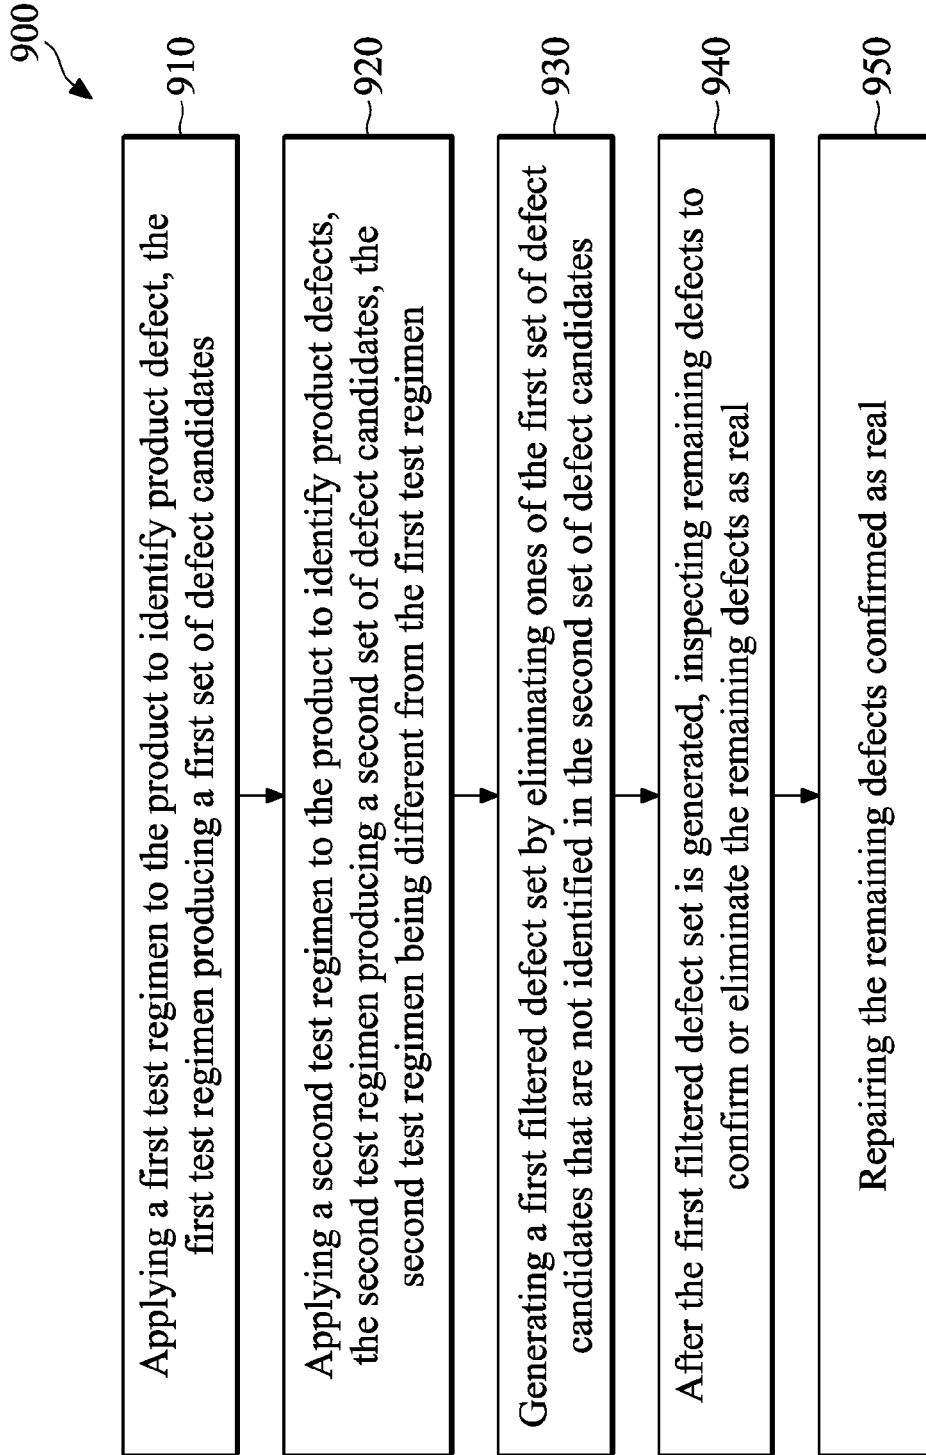 900
Applying a first test regimen to the product to identify product defect, the
first test regimen producing a first set of defect candidates
910
Applying a second test regimen to the product to identify product defects,
the second test regimen producing a second set of defect candidates, the
second test regimen being different from the first test regimen
920
Generating a first filtered defect set by eliminating ones of the first set of defect
candidates that are not identified in the second set of defect candidates
930
After the first filtered defect set is generated, inspecting remaining defects to
confirm or eliminate the remaining defects as real
940
Repairing the remaining defects confirmed as real
950